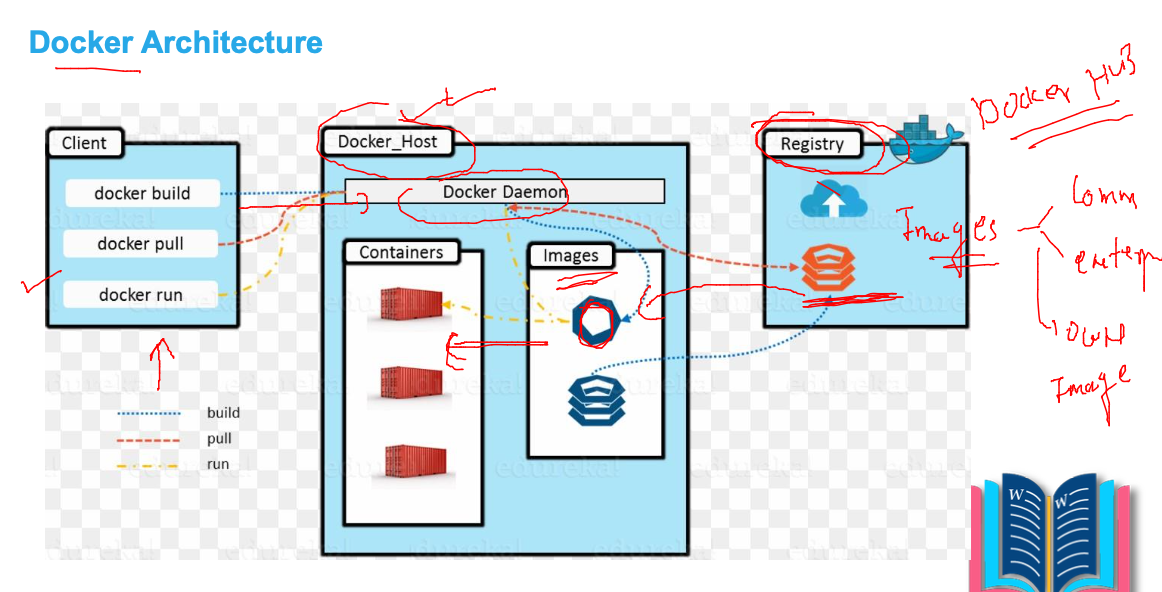 Docker Architecture
Docker HUB
Client
Docker_Host
Registry
docker build
Docker Daemon
docker pull
Images
Comm
Containers
Images
docker run
enterp
own
Image
build
pull
run
edureka!
W
W